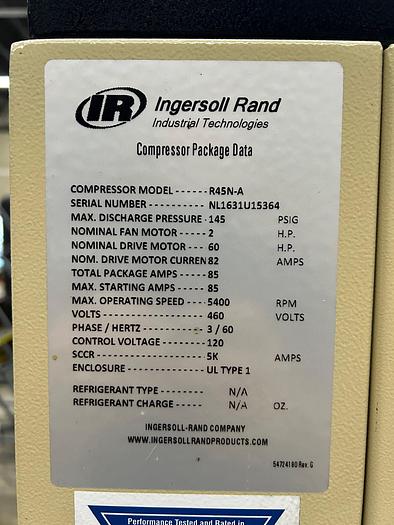 IR Ingersoll Rand
Industrial Technologies
Compressor Package Data
COMPRESSOR MODEL ------ R45N-A
SERIAL NUMBER ---------- NL1631U15364
MAX. DISCHARGE PRESSURE - 145 PSIG
NOMINAL FAN MOTOR ----- 2 H.P.
NOMINAL DRIVE MOTOR ---- 60 H.P.
NOM. DRIVE MOTOR CURREN 82 AMPS
TOTAL PACKAGE AMPS ----- 85
MAX. STARTING AMPS ------ 85
MAX. OPERATING SPEED ---- 5400 RPM
VOLTS ------------------- 460 VOLTS
PHASE / HERTZ ------------ 3 / 60
CONTROL VOLTAGE -------- 120
SCCR -------------------- 5K AMPS
ENCLOSURE -------------- UL TYPE 1
REFRIGERANT TYPE ------- N/A
REFRIGERANT CHARGE ---- N/A OZ.
INGERSOLL-RAND COMPANY
WWW.INGERSOLLRANDPRODUCTS.COM
54724180 Rev. G
Performance Tested and Rated in